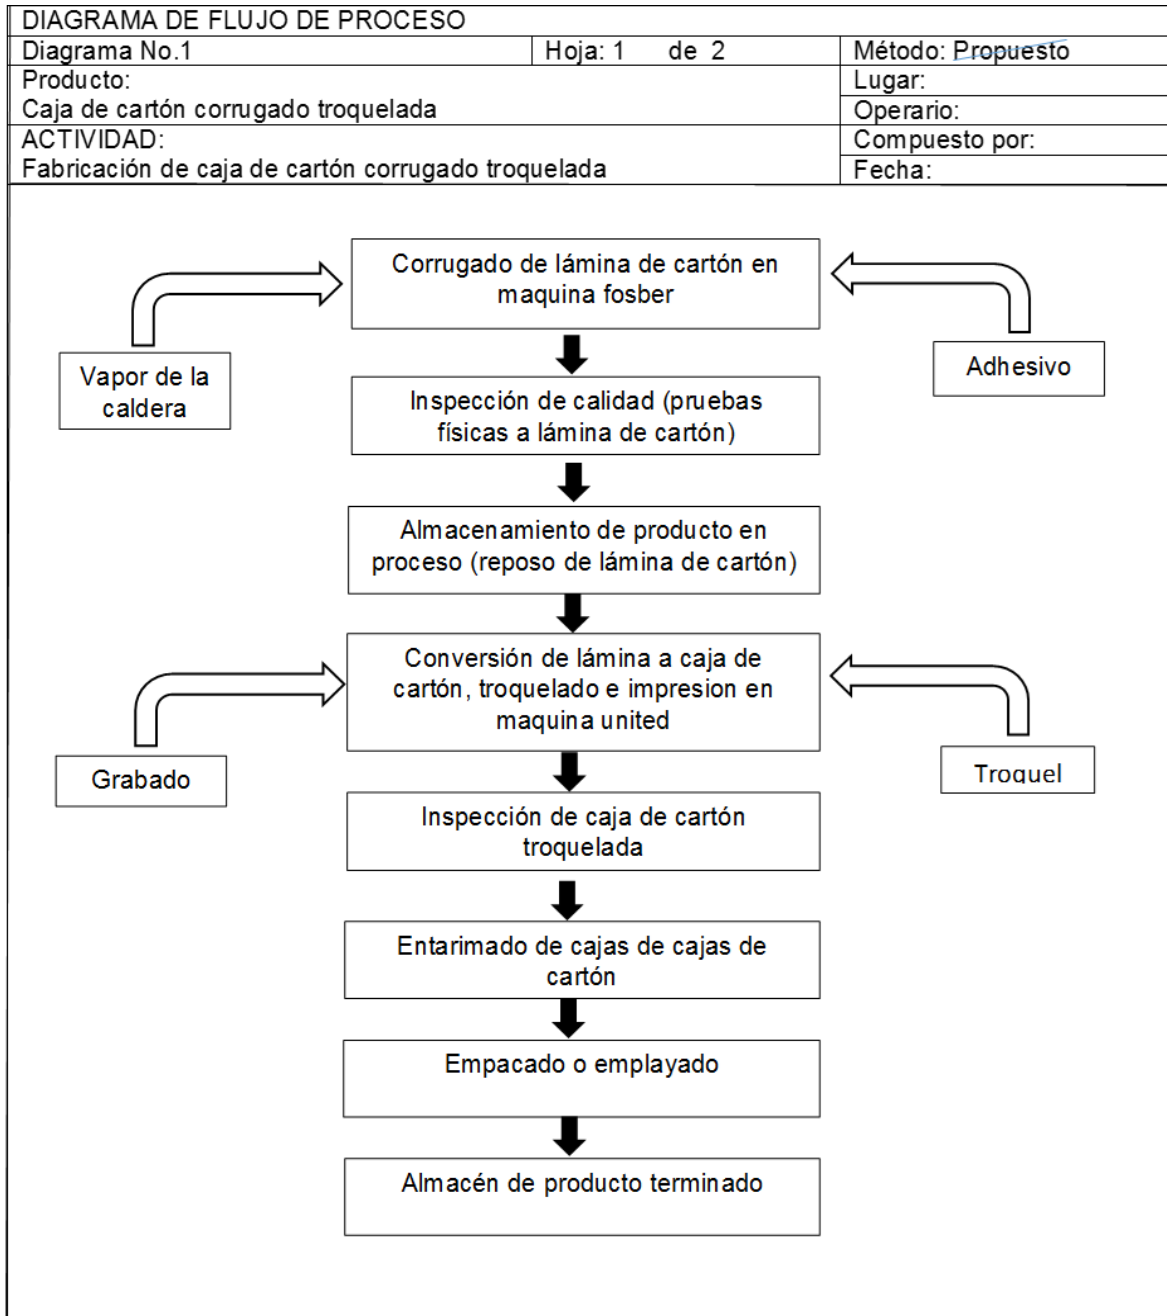 DIAGRAMA DE FLUJO DE PROCESO
Diagrama No.1 Hoja: 1 de 2 Método: Propuesto
Producto:
Caja de cartón corrugado troquelada
Lugar:
Operario:
ACTIVIDAD:
Fabricación de caja de cartón corrugado troquelada
Compuesto por:
Fecha:
Corrugado de lámina de cartón en
maquina fosber
Vapor de la
caldera
Adhesivo
Inspección de calidad (pruebas
físicas a lámina de cartón)
Almacenamiento de producto en
proceso (reposo de lámina de cartón)
Conversión de lámina a caja de
cartón, troquelado e impresion en
maquina united
Grabado
Troquel
Inspección de caja de cartón
troquelada
Entarimado de cajas de cajas de
cartón
Empacado o emplayado
Almacén de producto terminado